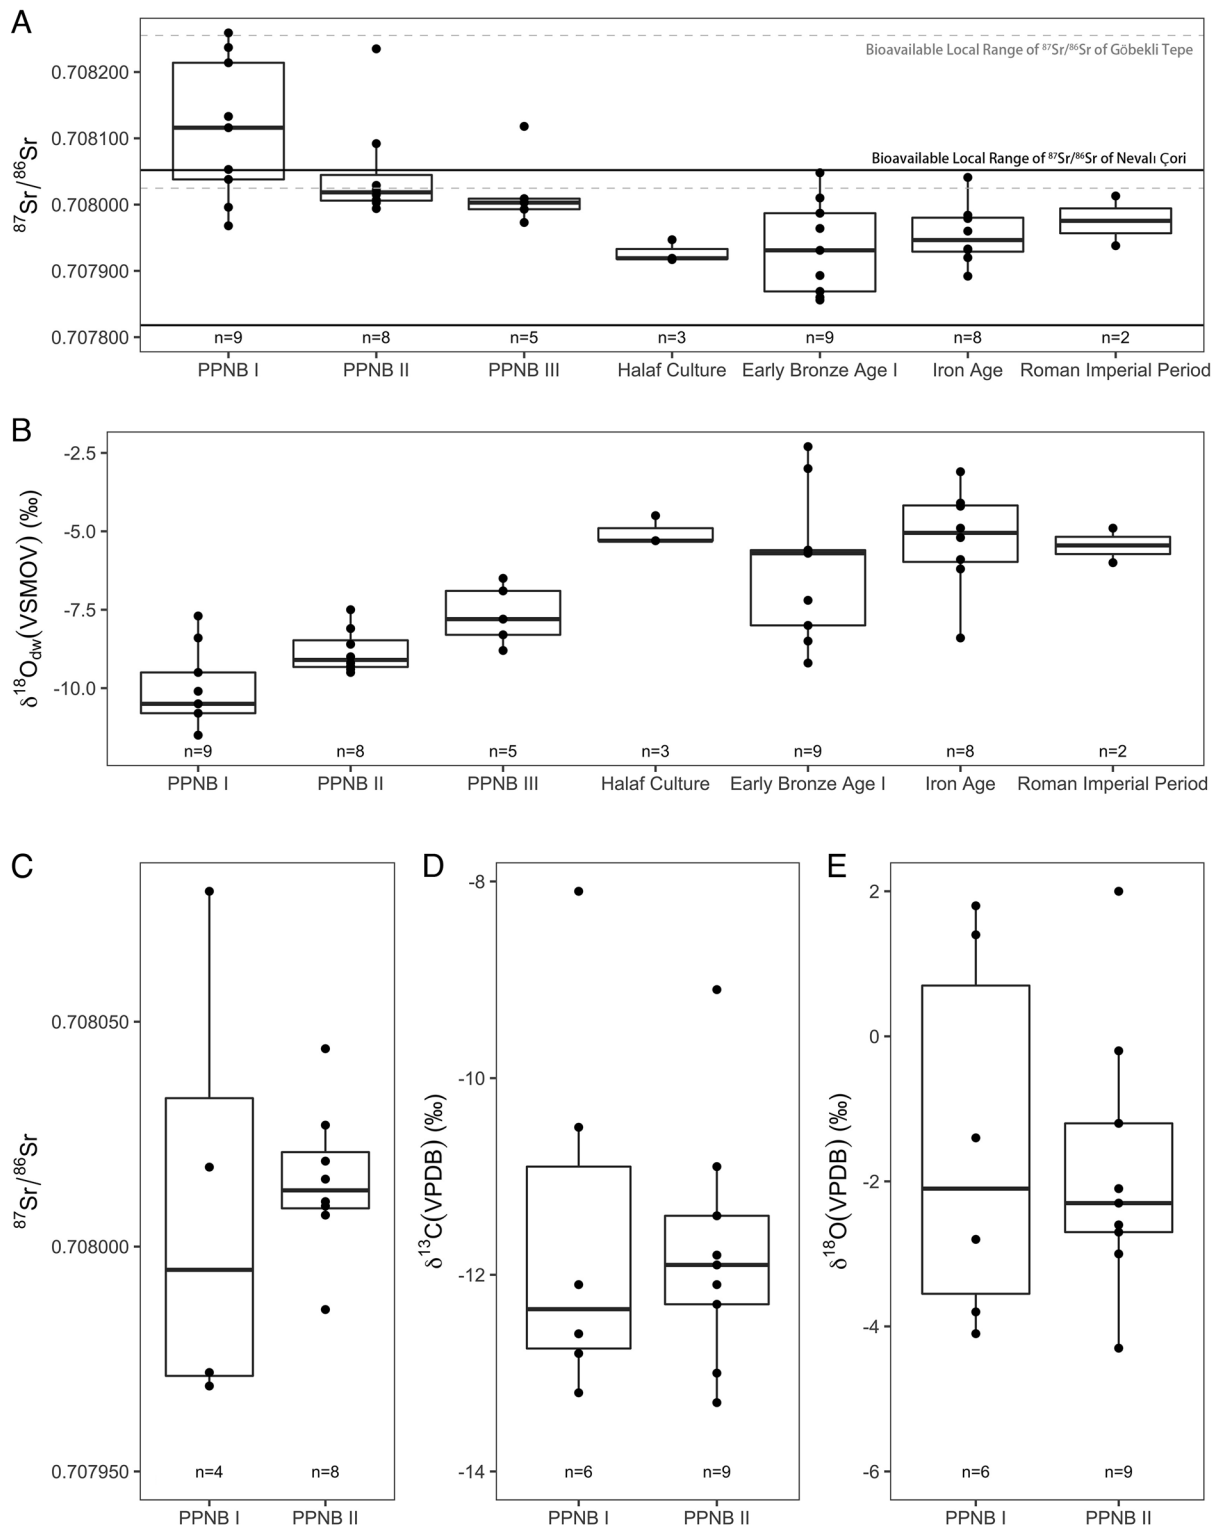 A
⁸⁷Sr/⁸⁶Sr
0.708200
0.708100
0.708000
0.707900
0.707800
Bioavailable Local Range of ⁸⁷Sr/⁸⁶Sr of Göbekli Tepe
Bioavailable Local Range of ⁸⁷Sr/⁸⁶Sr of Nevalı Çori
n=9 n=8 n=5 n=3 n=9 n=8 n=2
PPNB I PPNB II PPNB III Halaf Culture Early Bronze Age I Iron Age Roman Imperial Period
B
δ¹⁸O_dw(VSMOV) (‰)
-2.5
-5.0
-7.5
-10.0
n=9 n=8 n=5 n=3 n=9 n=8 n=2
PPNB I PPNB II PPNB III Halaf Culture Early Bronze Age I Iron Age Roman Imperial Period
C
⁸⁷Sr/⁸⁶Sr
0.708050
0.708000
0.707950
n=4 n=8
PPNB I PPNB II
D
δ¹³C(VPDB) (‰)
-8
-10
-12
-14
n=6 n=9
PPNB I PPNB II
E
δ¹⁸O(VPDB) (‰)
2
0
-2
-4
-6
n=6 n=9
PPNB I PPNB II